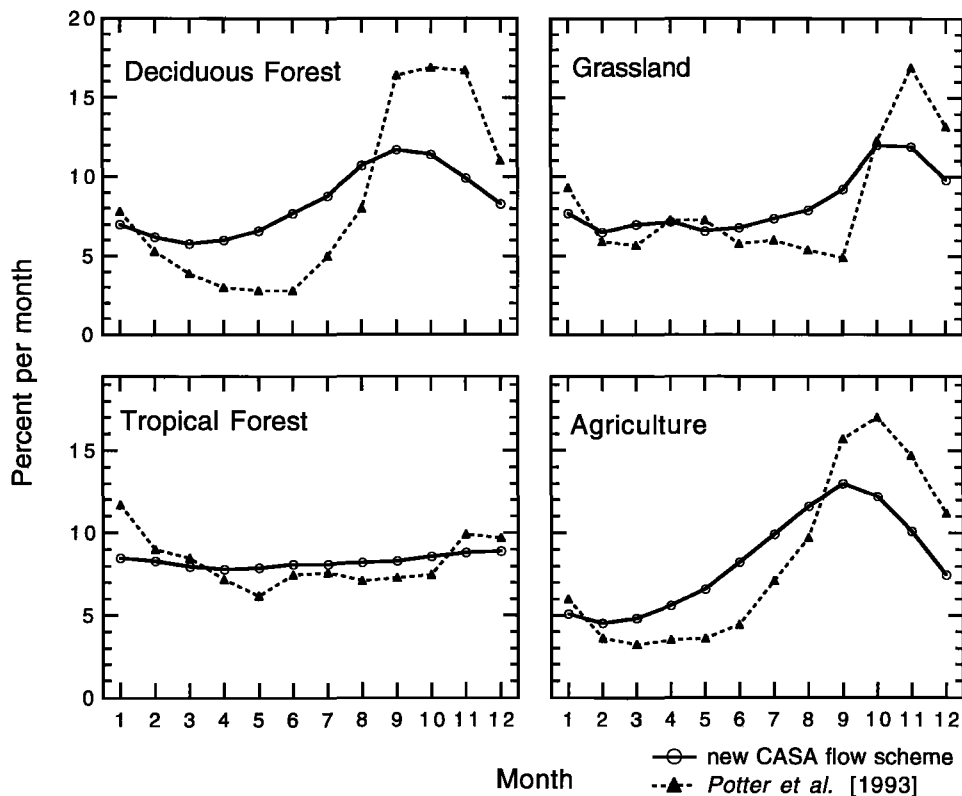 Percent per month
20
15
10
5
0
Deciduous Forest
Grassland
15
10
5
0
Tropical Forest
Agriculture
1 2 3 4 5 6 7 8 9 10 11 12
1 2 3 4 5 6 7 8 9 10 11 12
Month
new CASA flow scheme
Potter et al. [1993]